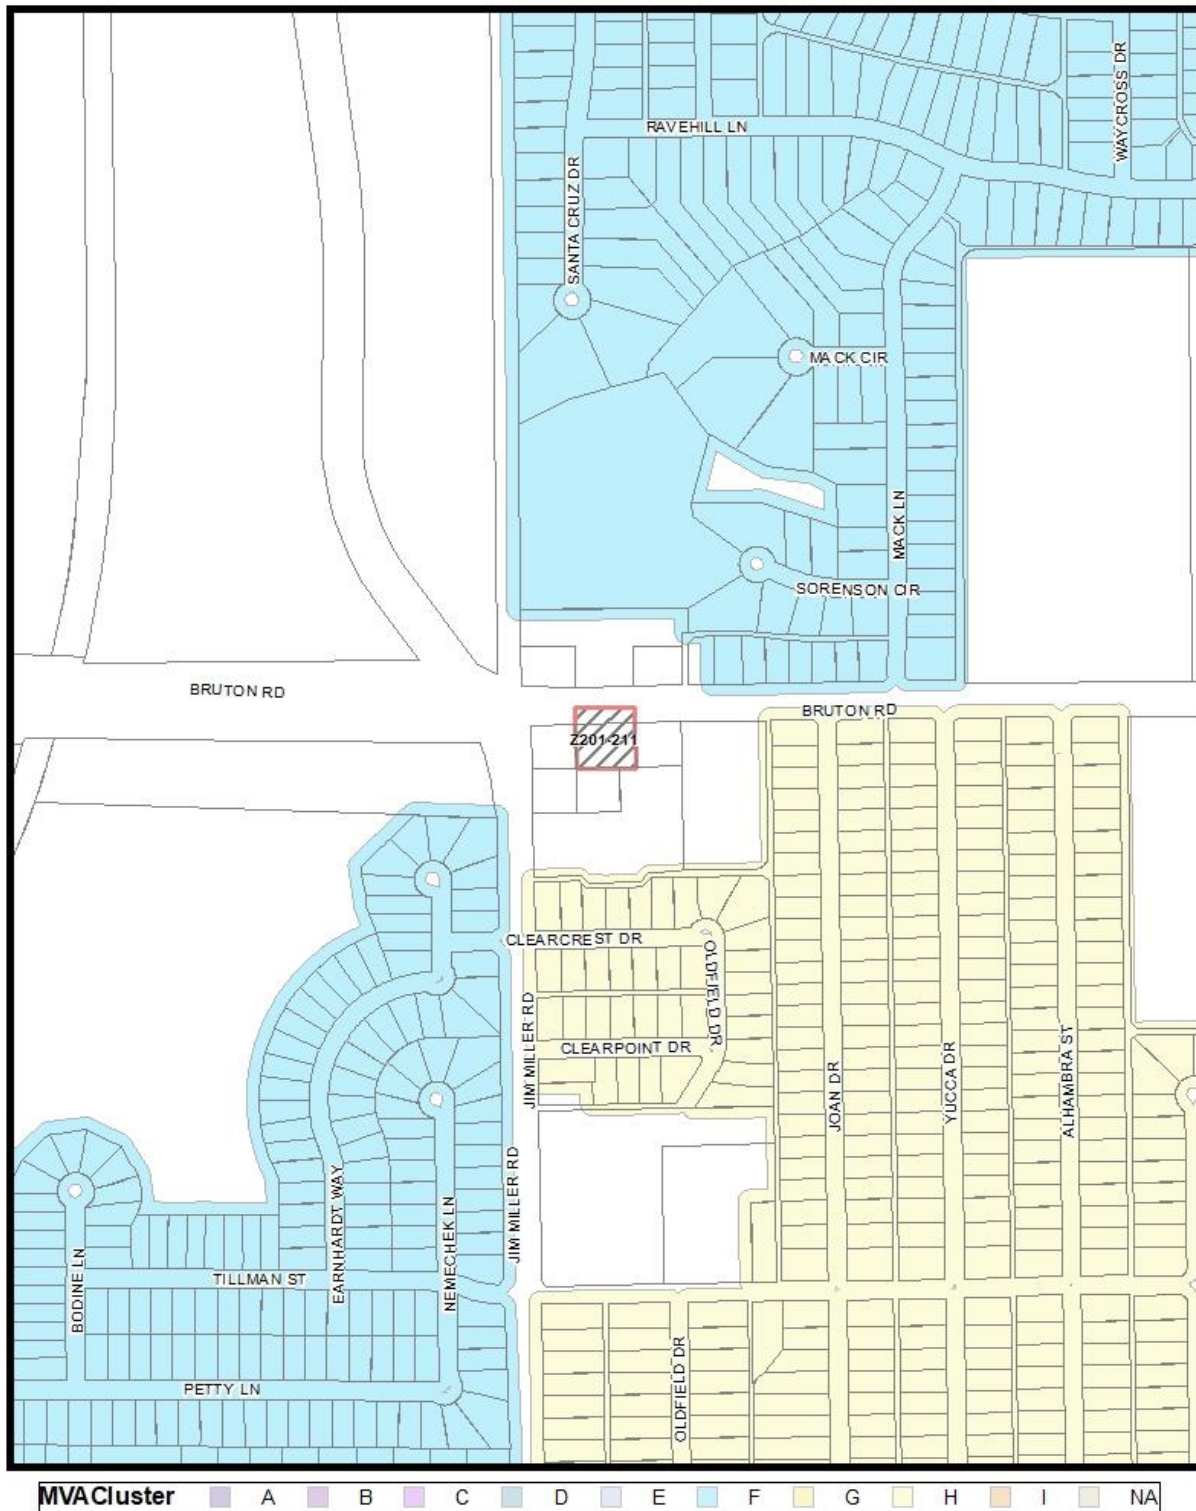 WAYCROSS DR
RAVEHILL LN
SANTA CRUZ DR
MACK CIR
MACK LN
SORENSON CIR
BRUTON RD
BRUTON RD
Z201-211
CLEARCREST DR
OLDFIELD DR
JIM MILLER RD
CLEARPOINT DR
JOAN DR
YUCCA DR
ALHAMBRA ST
JIM MILLER RD
EARNHARDT WAY
NEMECHEK LN
BODINE LN
TILLMAN ST
OLDFIELD DR
PETTY LN
MVACluster A B C D E F G H I NA